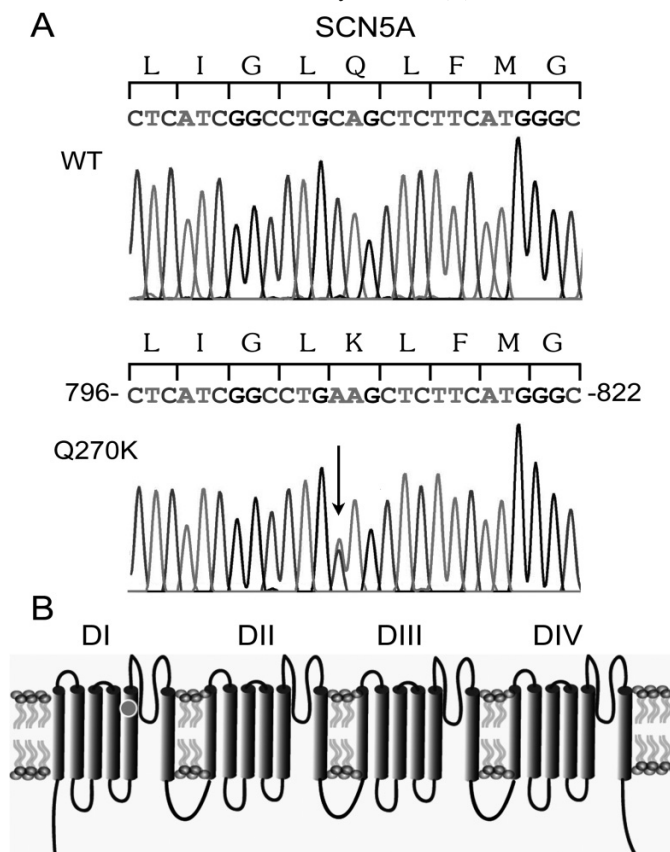 A
SCN5A
L I G L Q L F M G
CTCATCGGCCTGCAGCTCTTCATGGGC
WT
L I G L K L F M G
796- CTCATCGGCCTGAAGCTCTTCATGGGC -822
Q270K
B
DI DII DIII DIV